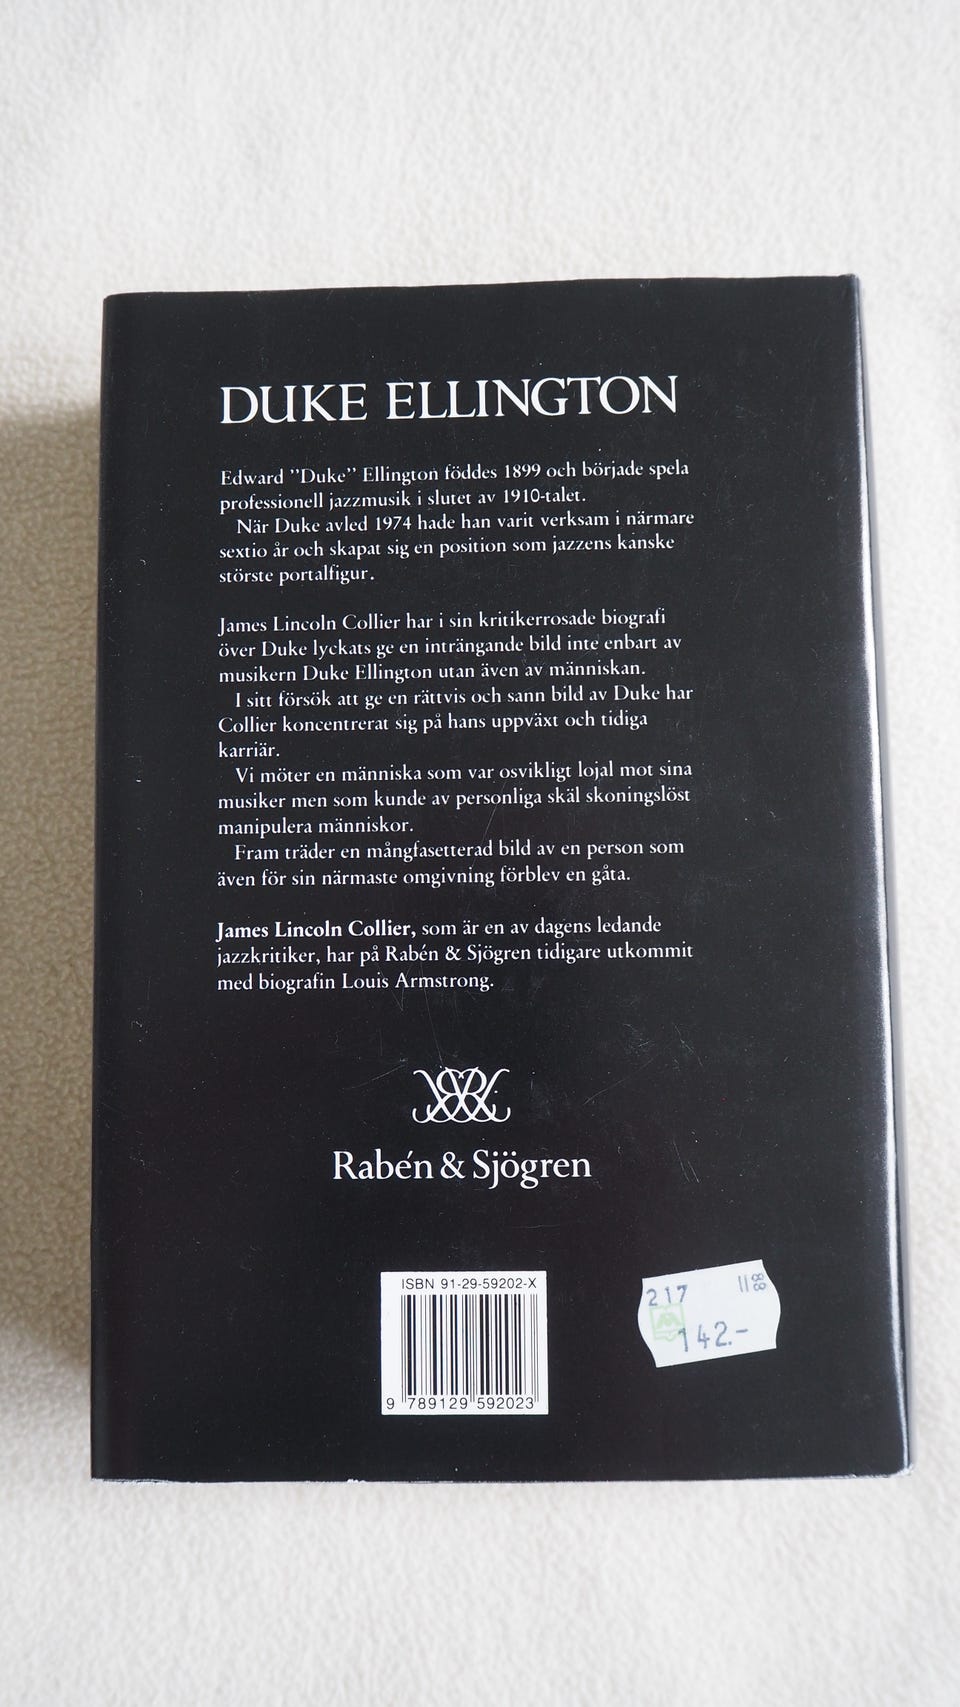 DUKE ELLINGTON
Edward ”Duke” Ellington föddes 1899 och började spela
professionell jazzmusik i slutet av 1910-talet.
När Duke avled 1974 hade han varit verksam i närmare
sextio år och skapat sig en position som jazzens kanske
störste portalfigur.
James Lincoln Collier har i sin kritikerrosade biografi
över Duke lyckats ge en inträngande bild inte enbart av
musikern Duke Ellington utan även av människan.
I sitt försök att ge en rättvis och sann bild av Duke har
Collier koncentrerat sig på hans uppväxt och tidiga
karriär.
Vi möter en människa som var osvikligt lojal mot sina
musiker men som kunde av personliga skäl skoningslöst
manipulera människor.
Fram träder en mångfasetterad bild av en person som
även för sin närmaste omgivning förblev en gåta.
James Lincoln Collier, som är en av dagens ledande
jazzkritiker, har på Rabén & Sjögren tidigare utkommit
med biografin Louis Armstrong.
Rabén & Sjögren
ISBN 91-29-59202-X
9 789129 592023
217 1188
142.-